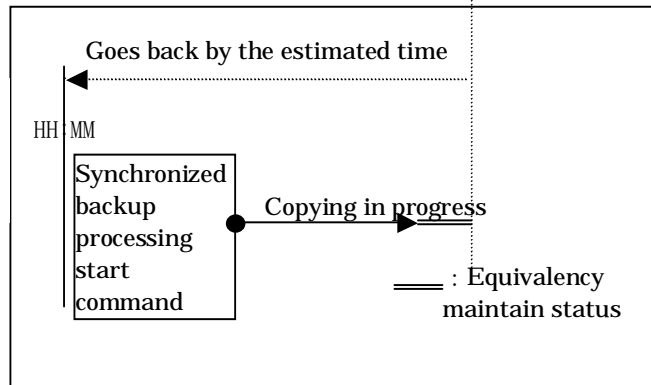 Goes back by the estimated time
HH:MM
Synchronized
backup
processing
start
command
Copying in progress
: Equivalency
maintain status